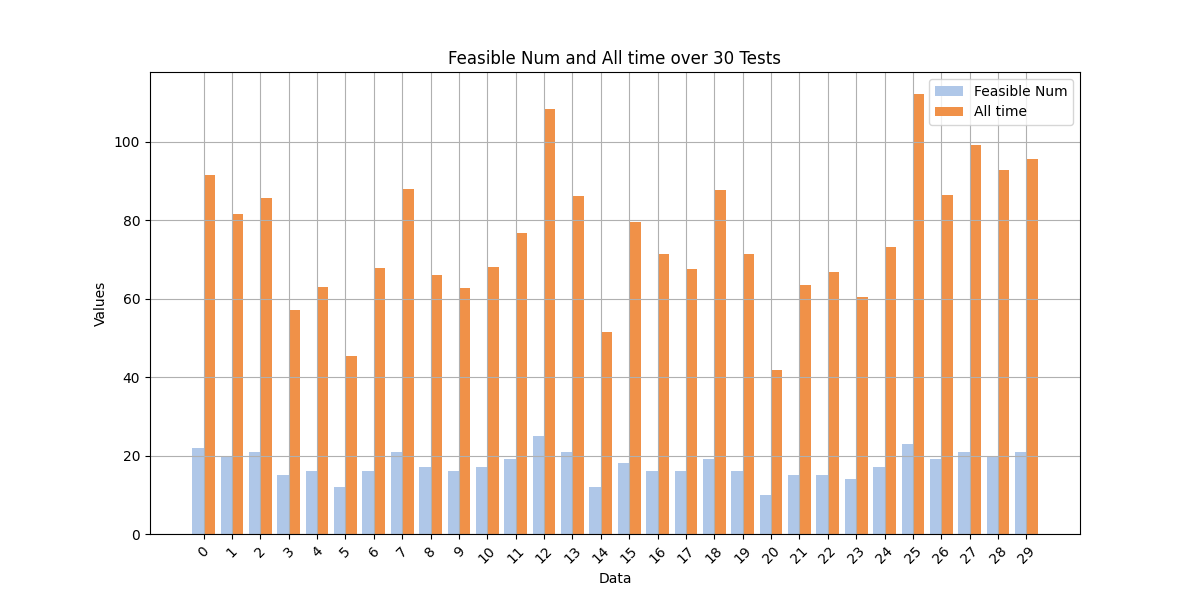 Feasible Num and All time over 30 Tests
Feasible Num
All time
Values
100
80
60
40
20
0
0 1 2 3 4 5 6 7 8 9 10 11 12 13 14 15 16 17 18 19 20 21 22 23 24 25 26 27 28 29
Data